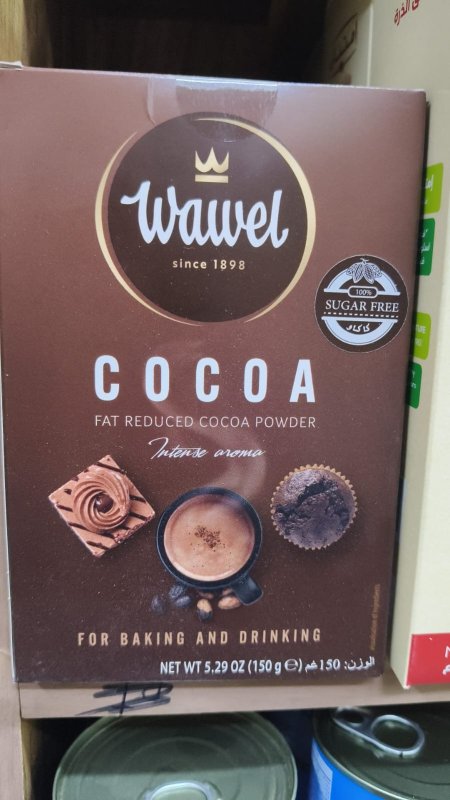 Wawel
since 1898
100%
SUGAR FREE
كاكاو
COCOA
FAT REDUCED COCOA POWDER
Intense aroma
FOR BAKING AND DRINKING
NET WT 5.29 OZ (150 g ℮) الوزن: 150 غم